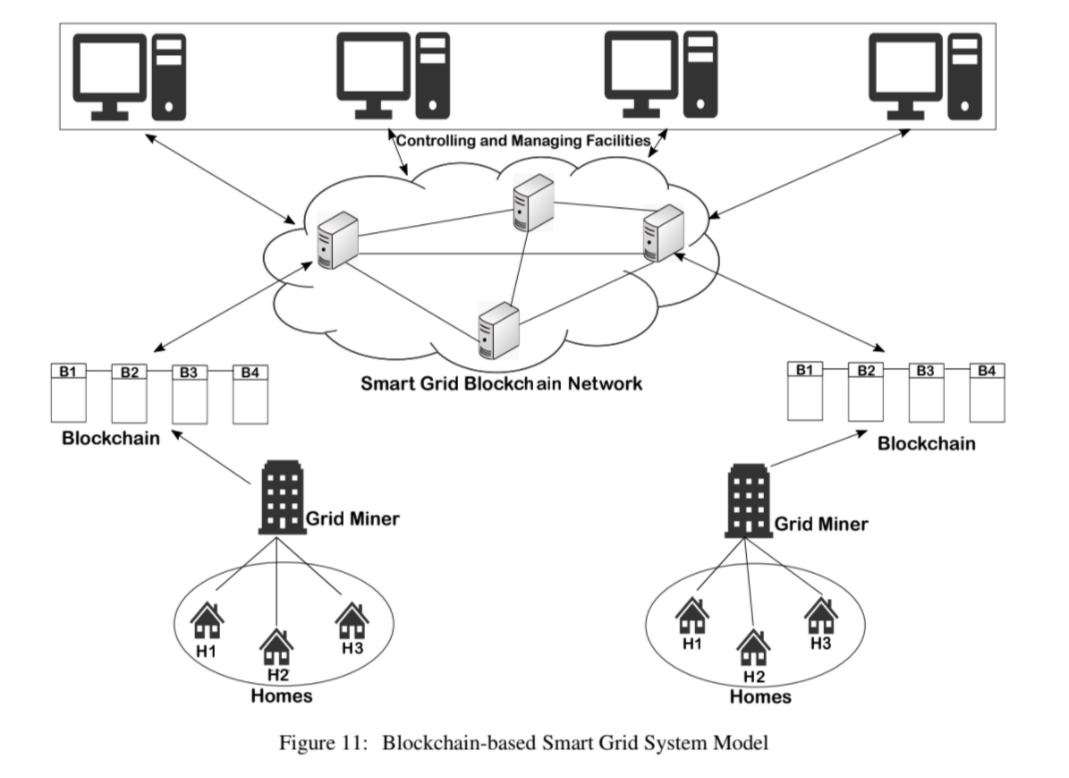 Controlling and Managing Facilities
Smart Grid Blockchain Network
B1 B2 B3 B4
Blockchain
B1 B2 B3 B4
Blockchain
Grid Miner
Grid Miner
H1
H2
H3
Homes
H1
H2
H3
Homes
Figure 11: Blockchain-based Smart Grid System Model